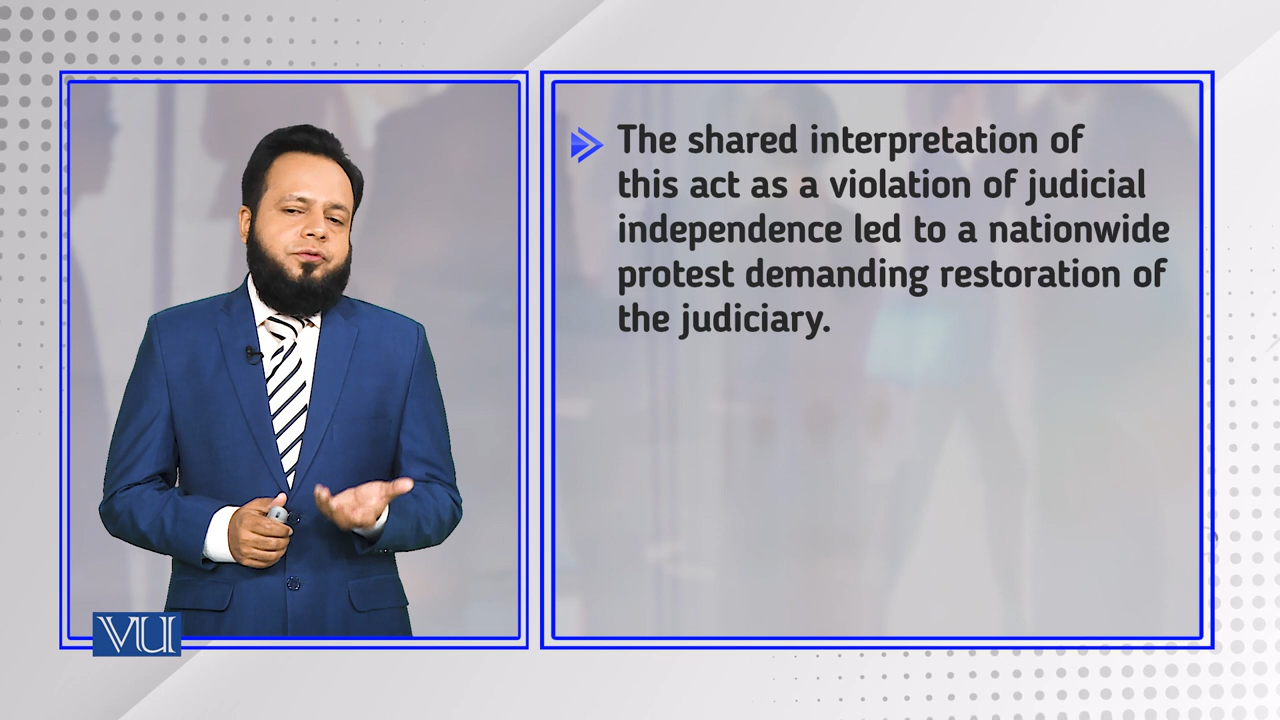 The shared interpretation of
this act as a violation of judicial
independence led to a nationwide
protest demanding restoration of
the judiciary.
VU